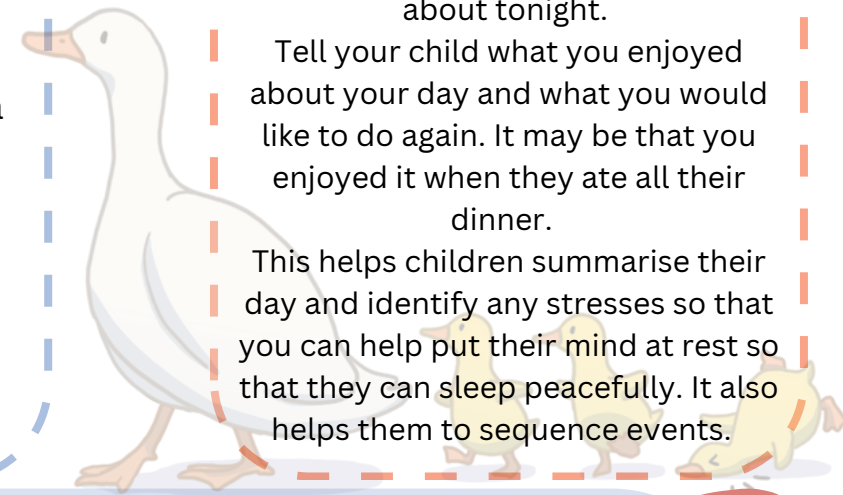 about tonight.
Tell your child what you enjoyed
about your day and what you would
like to do again. It may be that you
enjoyed it when they ate all their
dinner.
This helps children summarise their
day and identify any stresses so that
you can help put their mind at rest so
that they can sleep peacefully. It also
helps them to sequence events.